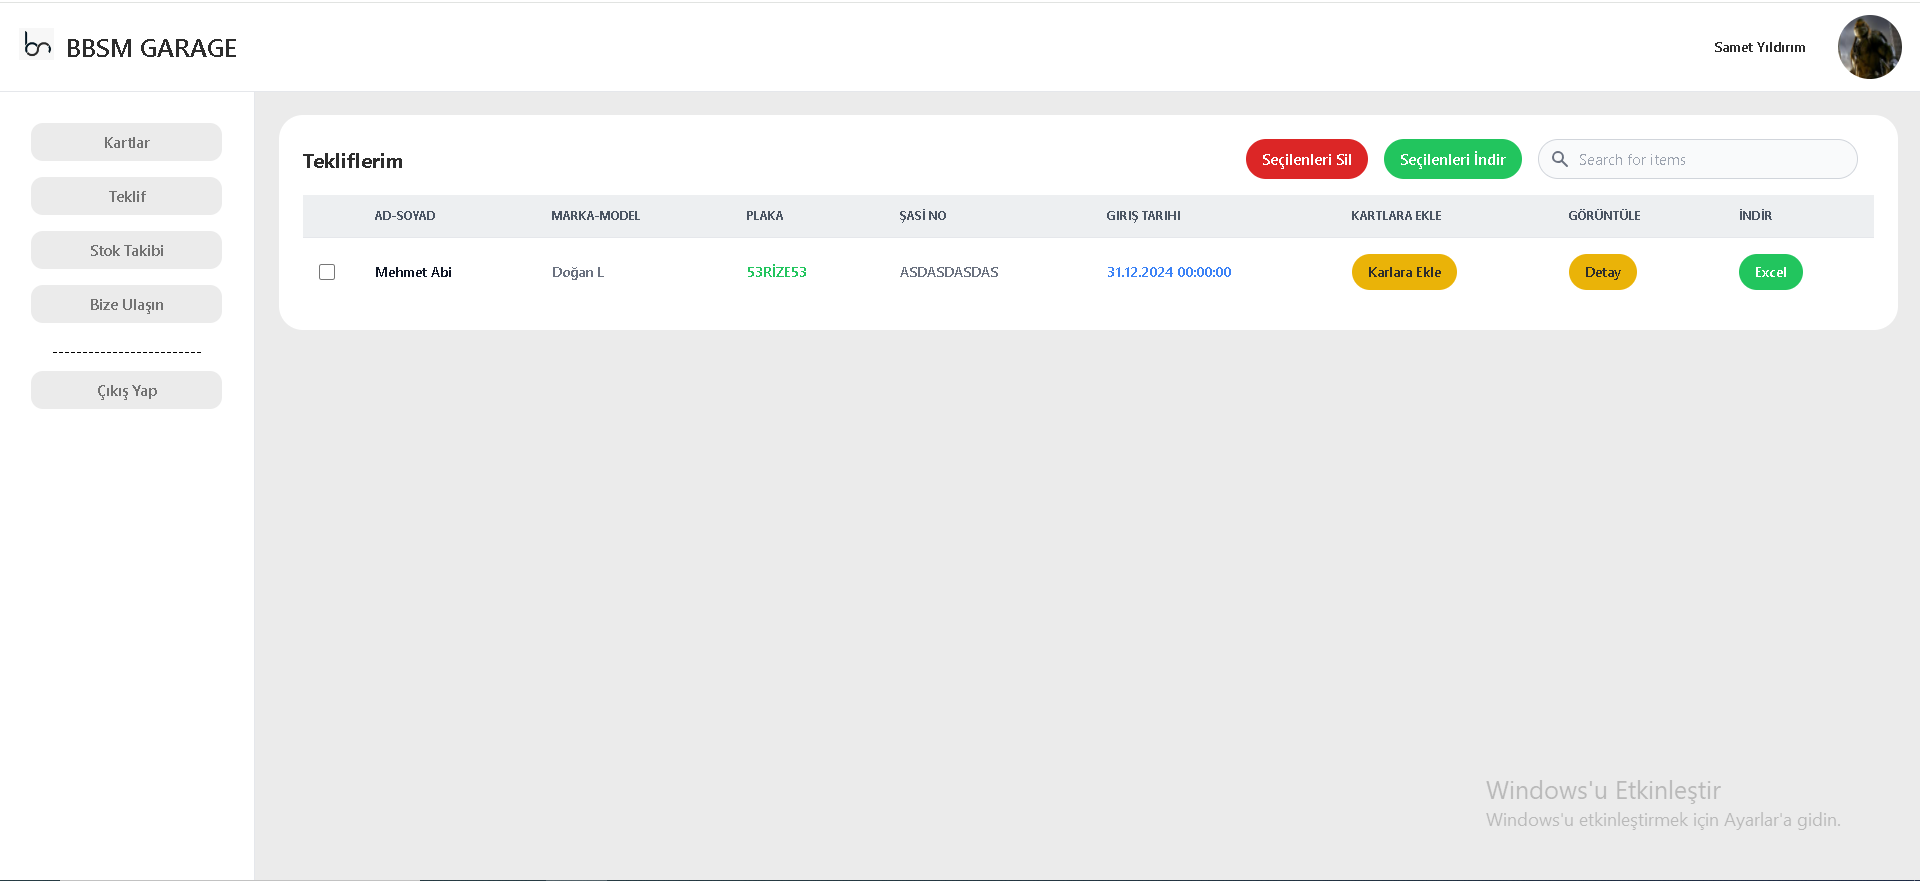 BBSM GARAGE
Samet Yıldırım
Kartlar
Teklif
Stok Takibi
Bize Ulaşın
-------------------------
Çıkış Yap
Tekliflerim
Seçilenleri Sil
Seçilenleri İndir
Search for items
AD-SOYAD MARKA-MODEL PLAKA ŞASİ NO GIRIŞ TARIHI KARTLARA EKLE GÖRÜNTÜLE İNDİR
Mehmet Abi Doğan L 53RİZE53 ASDASDASDAS 31.12.2024 00:00:00 Karlara Ekle Detay Excel
Windows'u Etkinleştir
Windows'u etkinleştirmek için Ayarlar'a gidin.